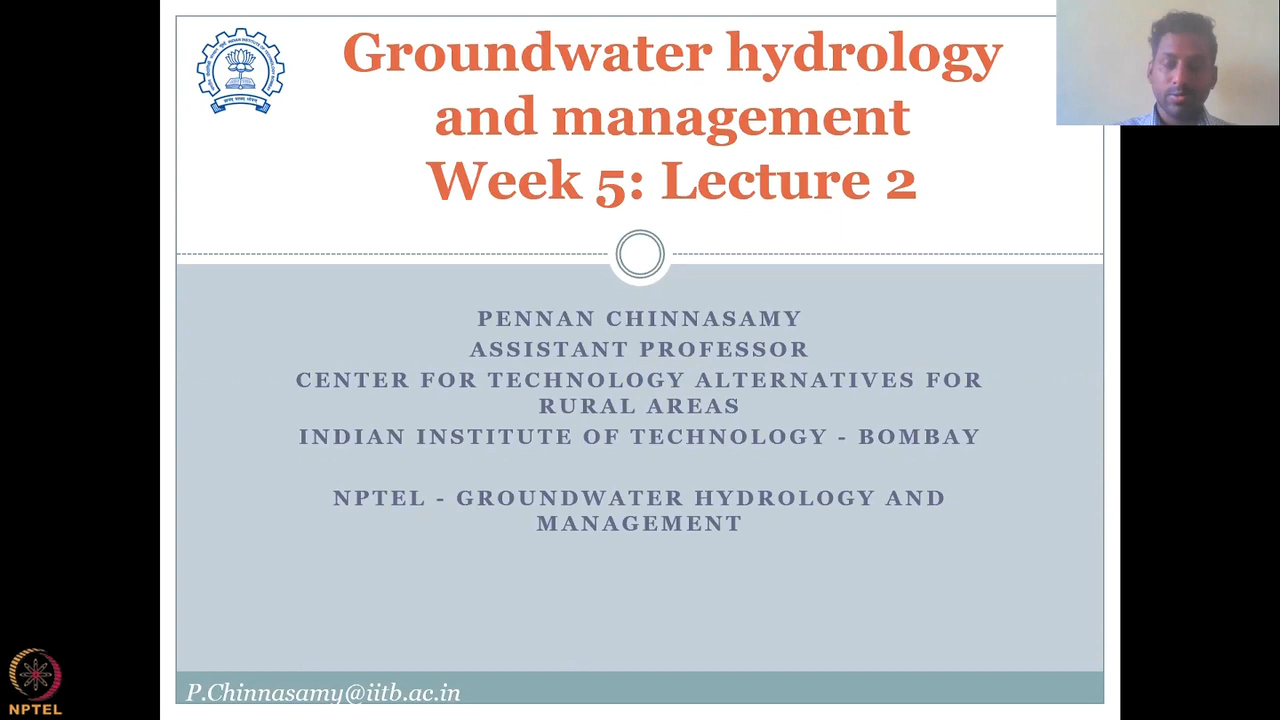 Groundwater hydrology
and management
Week 5: Lecture 2
PENNAN CHINNASAMY
ASSISTANT PROFESSOR
CENTER FOR TECHNOLOGY ALTERNATIVES FOR
RURAL AREAS
INDIAN INSTITUTE OF TECHNOLOGY - BOMBAY
NPTEL - GROUNDWATER HYDROLOGY AND
MANAGEMENT
P.Chinnasamy@iitb.ac.in
NPTEL